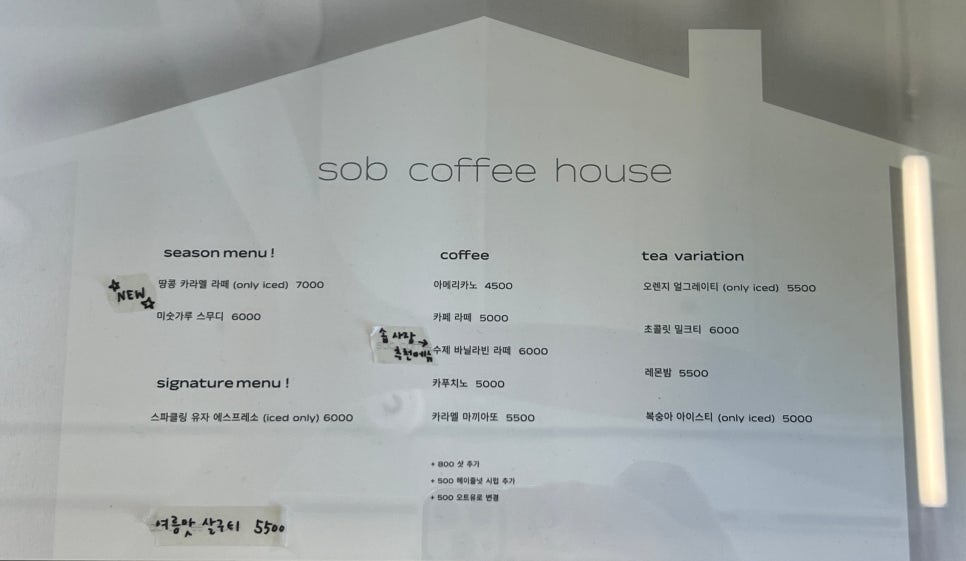 sob coffee house
season menu !
NEW
땅콩 카라멜 라떼 (only iced) 7000
미숫가루 스무디 6000
signature menu !
스파클링 유자 에스프레소 (iced only) 6000
여름맛 살구티 5500
coffee
아메리카노 4500
카페 라떼 5000
솝 사장 →
추천메뉴
수제 바닐라빈 라떼 6000
카푸치노 5000
카라멜 마끼아또 5500
+ 800 샷 추가
+ 500 헤이즐넛 시럽 추가
+ 500 오트유로 변경
tea variation
오렌지 얼그레이티 (only iced) 5500
초콜릿 밀크티 6000
레몬밤 5500
복숭아 아이스티 (only iced) 5000